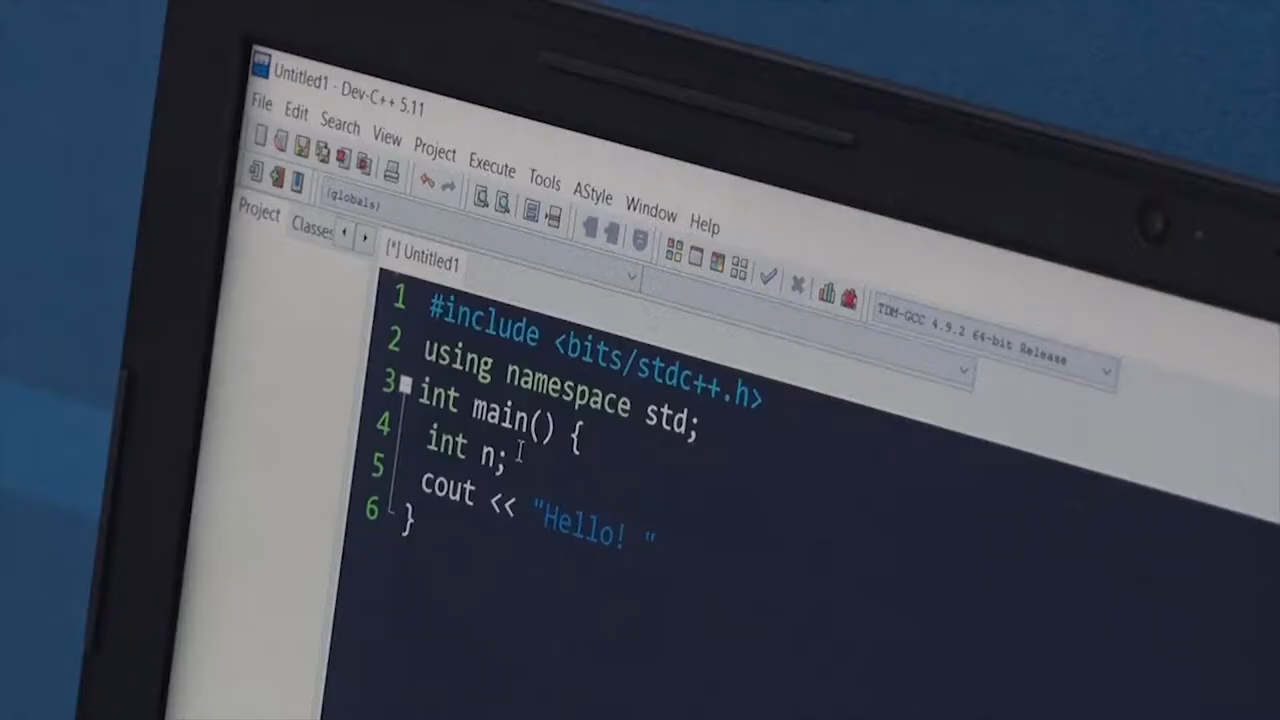 Untitled1 - Dev-C++ 5.11
File Edit Search View Project Execute Tools AStyle Window Help
(globals)
TDM-GCC 4.9.2 64-bit Release
Project Classes
[*] Untitled1
1 #include <bits/stdc++.h>
2 using namespace std;
3 int main() {
4 int n;
5 cout << "Hello! "
6 }